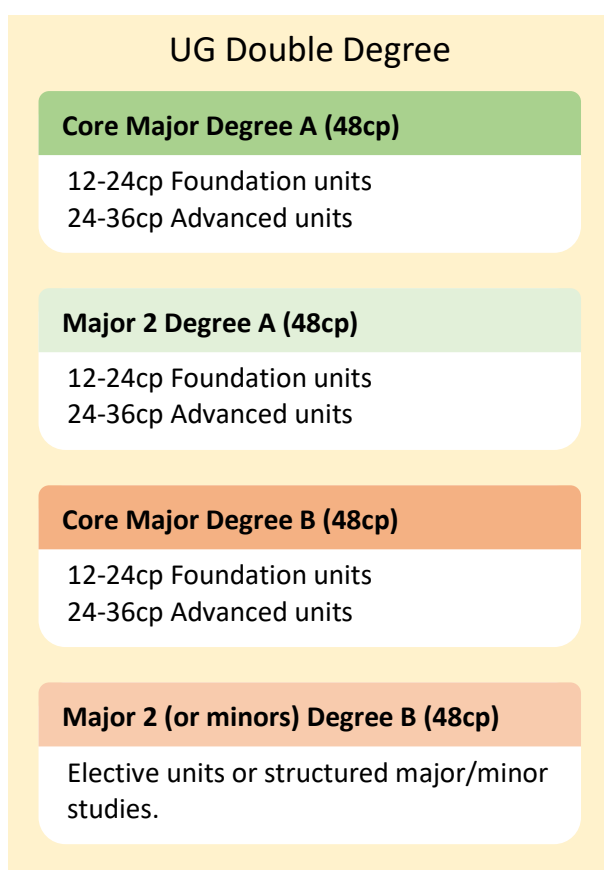 UG Double Degree
Core Major Degree A (48cp)
12-24cp Foundation units
24-36cp Advanced units
Major 2 Degree A (48cp)
12-24cp Foundation units
24-36cp Advanced units
Core Major Degree B (48cp)
12-24cp Foundation units
24-36cp Advanced units
Major 2 (or minors) Degree B (48cp)
Elective units or structured major/minor
studies.